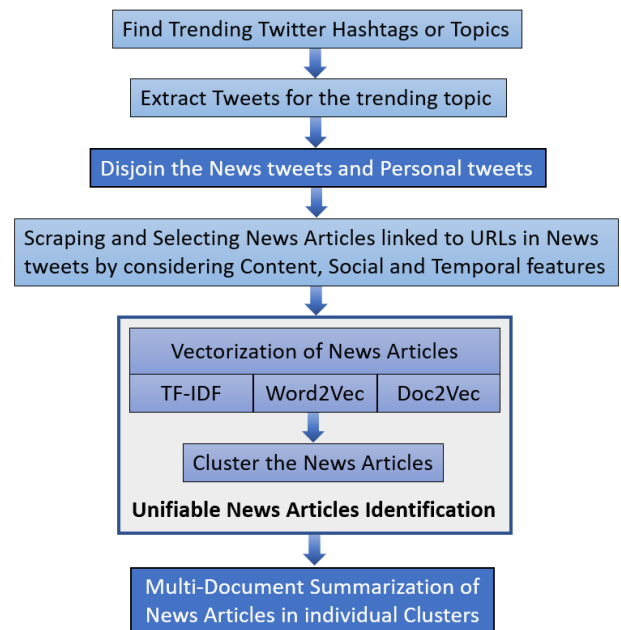 Find Trending Twitter Hashtags or Topics
Extract Tweets for the trending topic
Disjoin the News tweets and Personal tweets
Scraping and Selecting News Articles linked to URLs in News
tweets by considering Content, Social and Temporal features
Vectorization of News Articles
TF-IDF
Word2Vec
Doc2Vec
Cluster the News Articles
Unifiable News Articles Identification
Multi-Document Summarization of
News Articles in individual Clusters